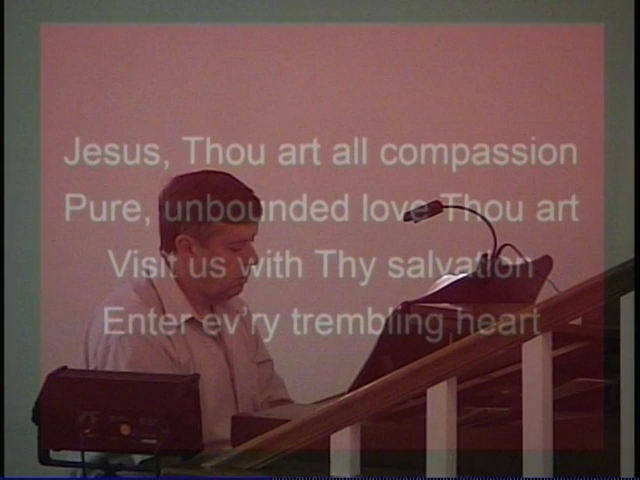 Jesus, Thou art all compassion
Pure, unbounded love Thou art
Visit us with Thy salvation
Enter ev'ry trembling heart